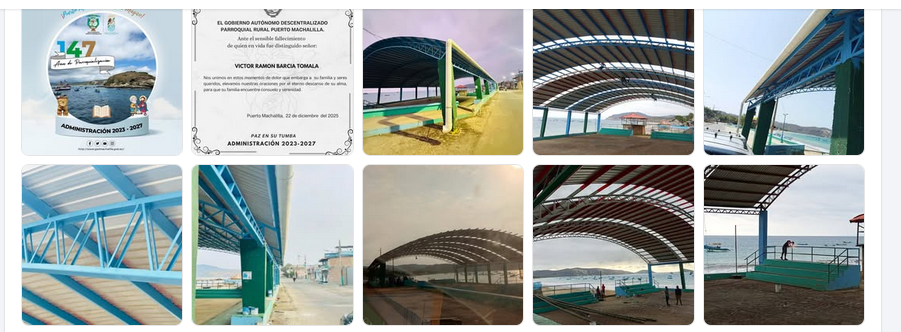 147
Años de Parroquialización
ADMINISTRACIÓN 2023 - 2027
EL GOBIERNO AUTÓNOMO DESCENTRALIZADO
PARROQUIAL RURAL PUERTO MACHALILLA.
Ante el sensible fallecimiento
de quien en vida fue distinguido señor:
VICTOR RAMON BARCIA TOMALA
Nos unimos en estos momentos de dolor que embarga a su familia y seres
queridos, elevamos nuestras oraciones por el eterno descanso de su alma,
para que su familia encuentre consuelo y serenidad.
Puerto Machalilla, 22 de diciembre del 2025
PAZ EN SU TUMBA
ADMINISTRACIÓN 2023-2027